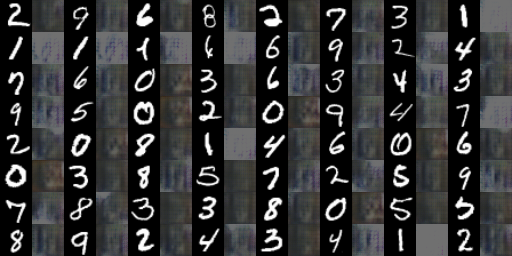 2 9 6 8 2 7 3 1
1 1 1 6 6 9 2 4
7 6 0 3 6 3 4 3
9 5 0 2 0 9 4 7
2 0 8 1 4 6 0 6
0 3 8 5 7 2 5 9
7 8 3 3 8 0 5 5
8 9 2 4 3 4 1 2